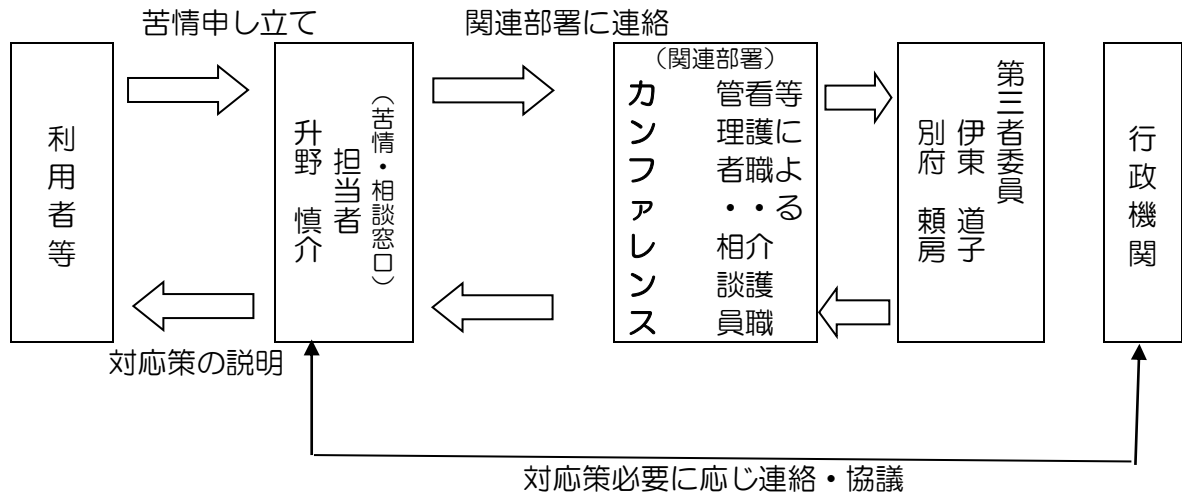 苦情申し立て
関連部署に連絡
利用者等
（苦情・相談窓口）
担当者
升野 慎介
（関連部署）
管理者・相談員
看護職・介護職
等による
カンファレンス
第三者委員
伊東 道子
別府 頼房
行政機関
対応策の説明
対応策必要に応じ連絡・協議